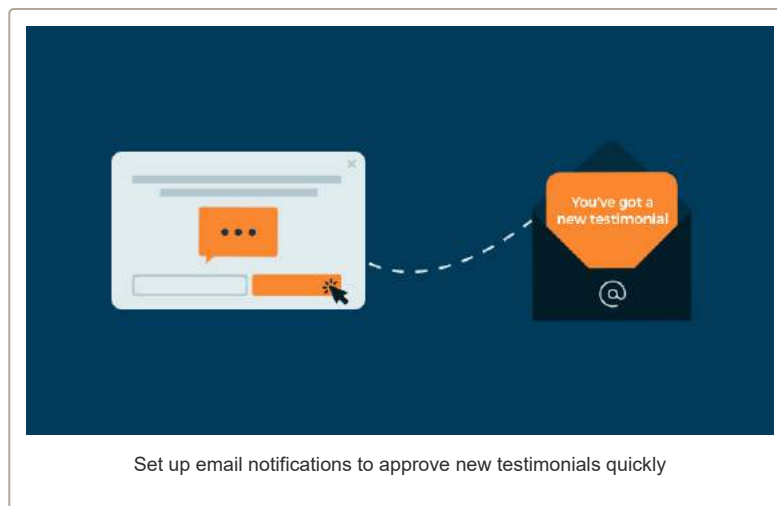 You've got a
new testimonial
@
Set up email notifications to approve new testimonials quickly